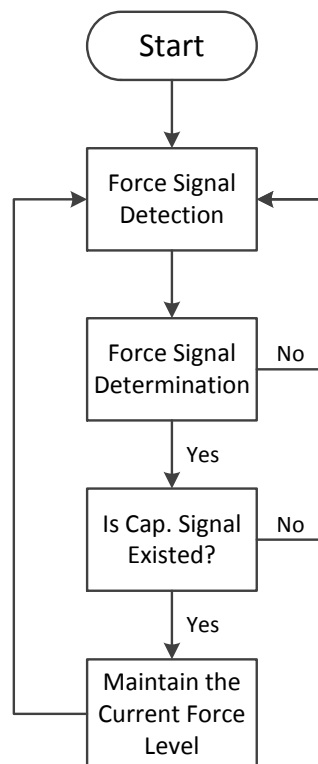 Start
Force Signal
Detection
Force Signal
Determination
No
Yes
Is Cap. Signal
Existed?
No
Yes
Maintain the
Current Force
Level